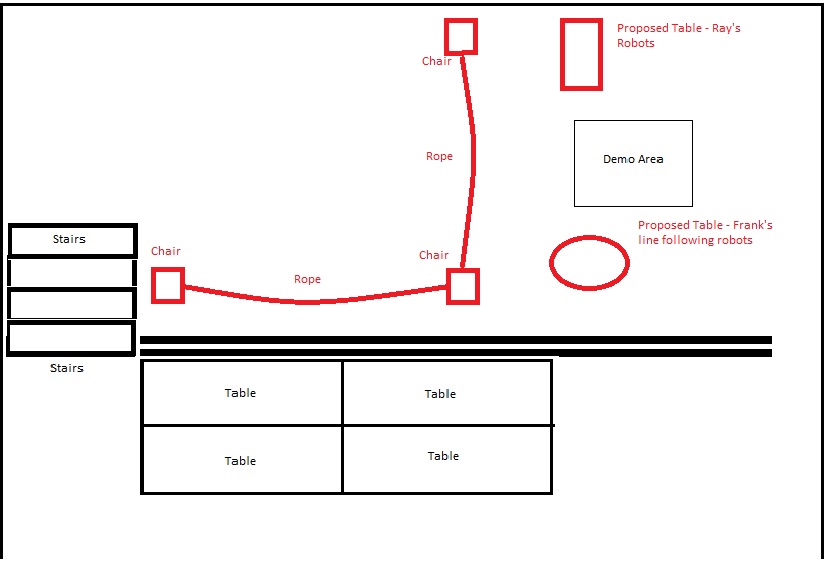 Proposed Table - Ray's
Robots
Chair
Rope
Demo Area
Proposed Table - Frank's
line following robots
Stairs
Chair
Chair
Rope
Stairs
Table
Table
Table
Table